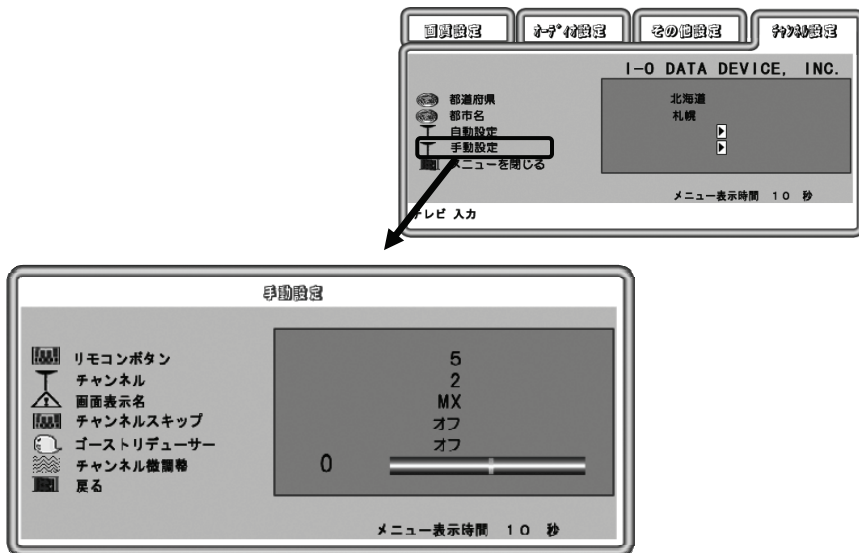 画質設定 オーディオ設定 その他設定 チャンネル設定
I-O DATA DEVICE, INC.
都道府県 北海道
都市名 札幌
自動設定
手動設定
メニューを閉じる
メニュー表示時間 10 秒
テレビ 入力
手動設定
リモコンボタン 5
チャンネル 2
画面表示名 MX
チャンネルスキップ オフ
ゴーストリデューサー オフ
チャンネル微調整 0
戻る
メニュー表示時間 10 秒